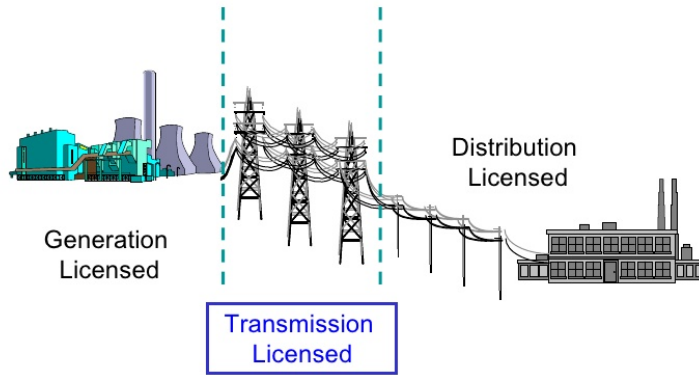 Generation
Licensed
Transmission
Licensed
Distribution
Licensed